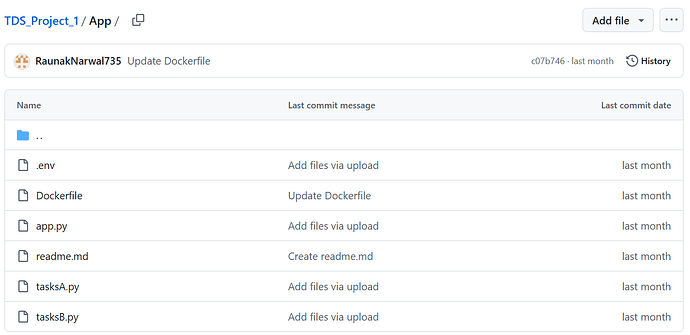 TDS_Project_1 / App /
Add file
RaunakNarwal735 Update Dockerfile
c07b746 · last month
History
Name Last commit message Last commit date
..
.env Add files via upload last month
Dockerfile Update Dockerfile last month
app.py Add files via upload last month
readme.md Create readme.md last month
tasksA.py Add files via upload last month
tasksB.py Add files via upload last month